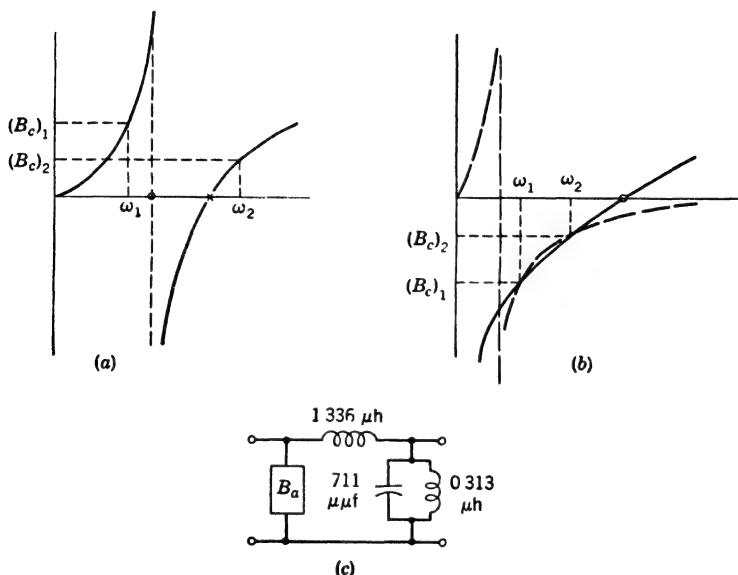 (B_c)_1
(B_c)_2
ω_1
ω_2
(a)
ω_1
ω_2
(B_c)_2
(B_c)_1
(b)
1 336 μh
B_a
711
μμf
0 313
μh
(c)